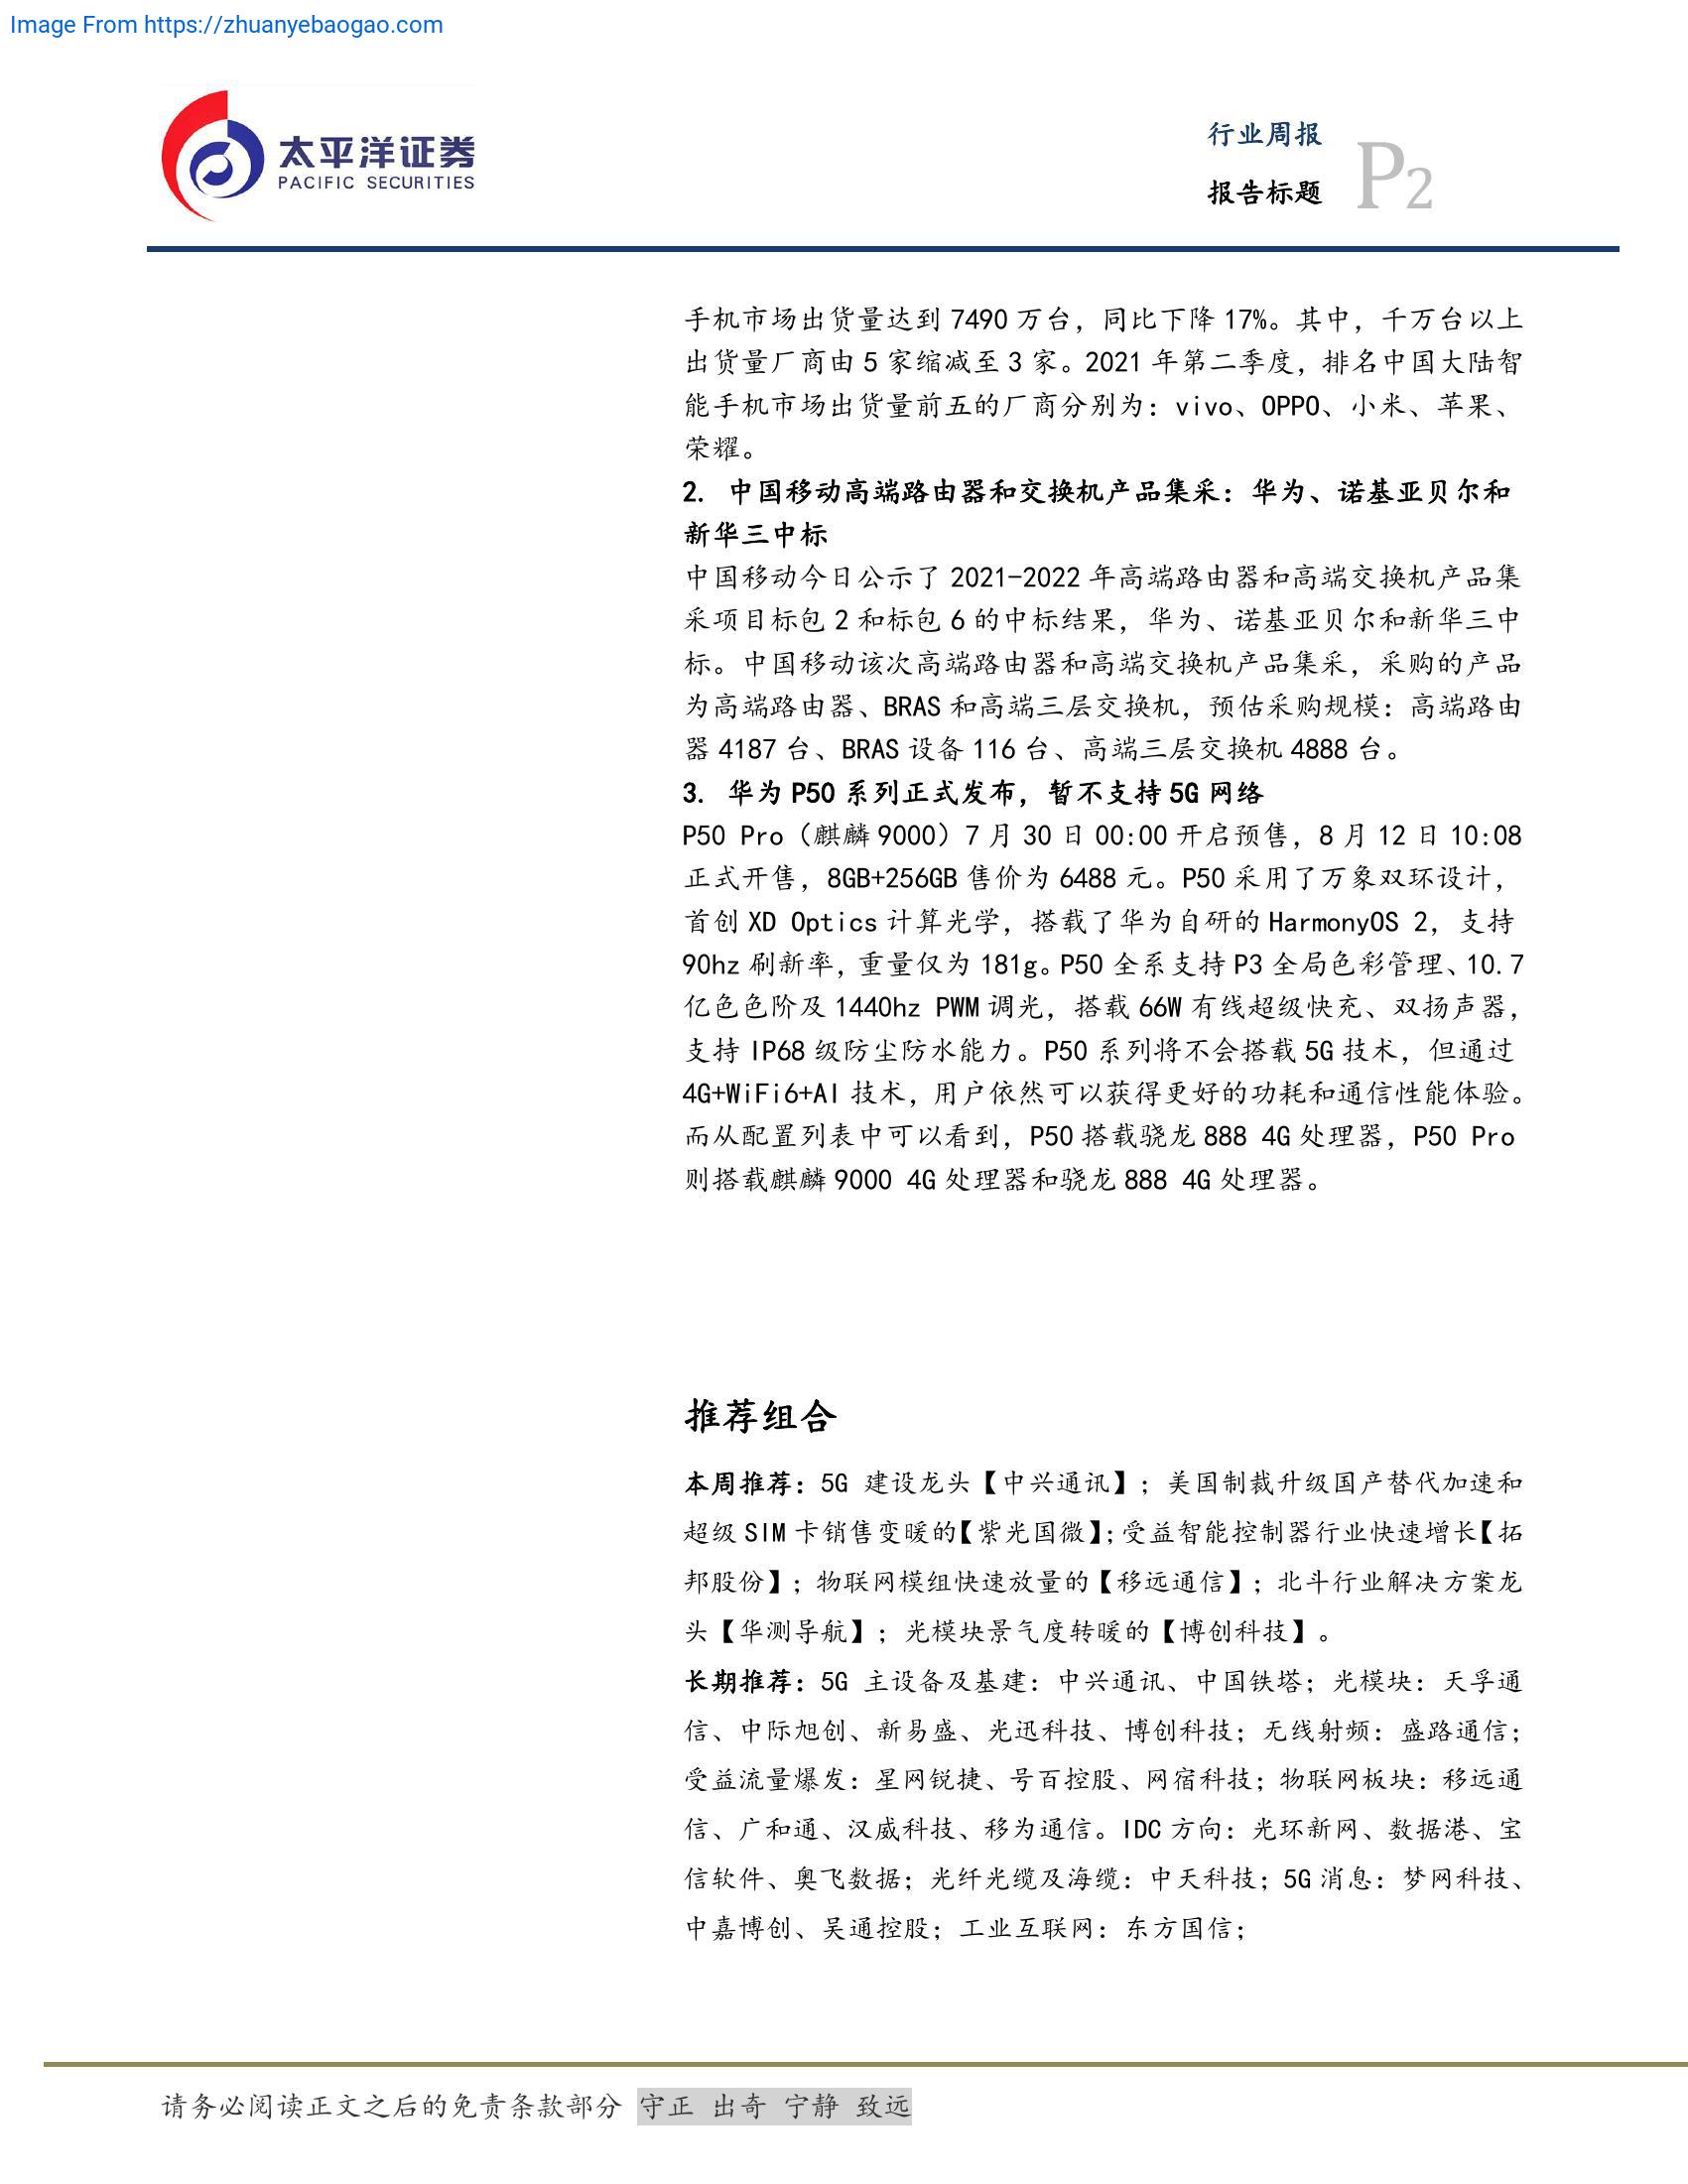 Image From https://zhuanyebaogao.com
太平洋证券
PACIFIC SECURITIES
行业周报
报告标题
P2
手机市场出货量达到 7490 万台，同比下降 17%。其中，千万台以上
出货量厂商由 5 家缩减至 3 家。2021 年第二季度，排名中国大陆智
能手机市场出货量前五的厂商分别为：vivo、OPPO、小米、苹果、
荣耀。
2. 中国移动高端路由器和交换机产品集采：华为、诺基亚贝尔和
新华三中标
中国移动今日公示了 2021-2022 年高端路由器和高端交换机产品集
采项目标包 2 和标包 6 的中标结果，华为、诺基亚贝尔和新华三中
标。中国移动该次高端路由器和高端交换机产品集采，采购的产品
为高端路由器、BRAS 和高端三层交换机，预估采购规模：高端路由
器 4187 台、BRAS 设备 116 台、高端三层交换机 4888 台。
3. 华为 P50 系列正式发布，暂不支持 5G 网络
P50 Pro（麒麟 9000）7 月 30 日 00:00 开启预售，8 月 12 日 10:08
正式开售，8GB+256GB 售价为 6488 元。P50 采用了万象双环设计，
首创 XD Optics 计算光学，搭载了华为自研的 HarmonyOS 2，支持
90hz 刷新率，重量仅为 181g。P50 全系支持 P3 全局色彩管理、10.7
亿色色阶及 1440hz PWM 调光，搭载 66W 有线超级快充、双扬声器，
支持 IP68 级防尘防水能力。P50 系列将不会搭载 5G 技术，但通过
4G+WiFi6+AI 技术，用户依然可以获得更好的功耗和通信性能体验。
而从配置列表中可以看到，P50 搭载骁龙 888 4G 处理器，P50 Pro
则搭载麒麟 9000 4G 处理器和骁龙 888 4G 处理器。
推荐组合
本周推荐：5G 建设龙头【中兴通讯】；美国制裁升级国产替代加速和
超级 SIM 卡销售变暖的【紫光国微】；受益智能控制器行业快速增长【拓
邦股份】；物联网模组快速放量的【移远通信】；北斗行业解决方案龙
头【华测导航】；光模块景气度转暖的【博创科技】。
长期推荐：5G 主设备及基建：中兴通讯、中国铁塔；光模块：天孚通
信、中际旭创、新易盛、光迅科技、博创科技；无线射频：盛路通信；
受益流量爆发：星网锐捷、号百控股、网宿科技；物联网板块：移远通
信、广和通、汉威科技、移为通信。IDC 方向：光环新网、数据港、宝
信软件、奥飞数据；光纤光缆及海缆：中天科技；5G 消息：梦网科技、
中嘉博创、吴通控股；工业互联网：东方国信；
请务必阅读正文之后的免责条款部分 守正 出奇 宁静 致远